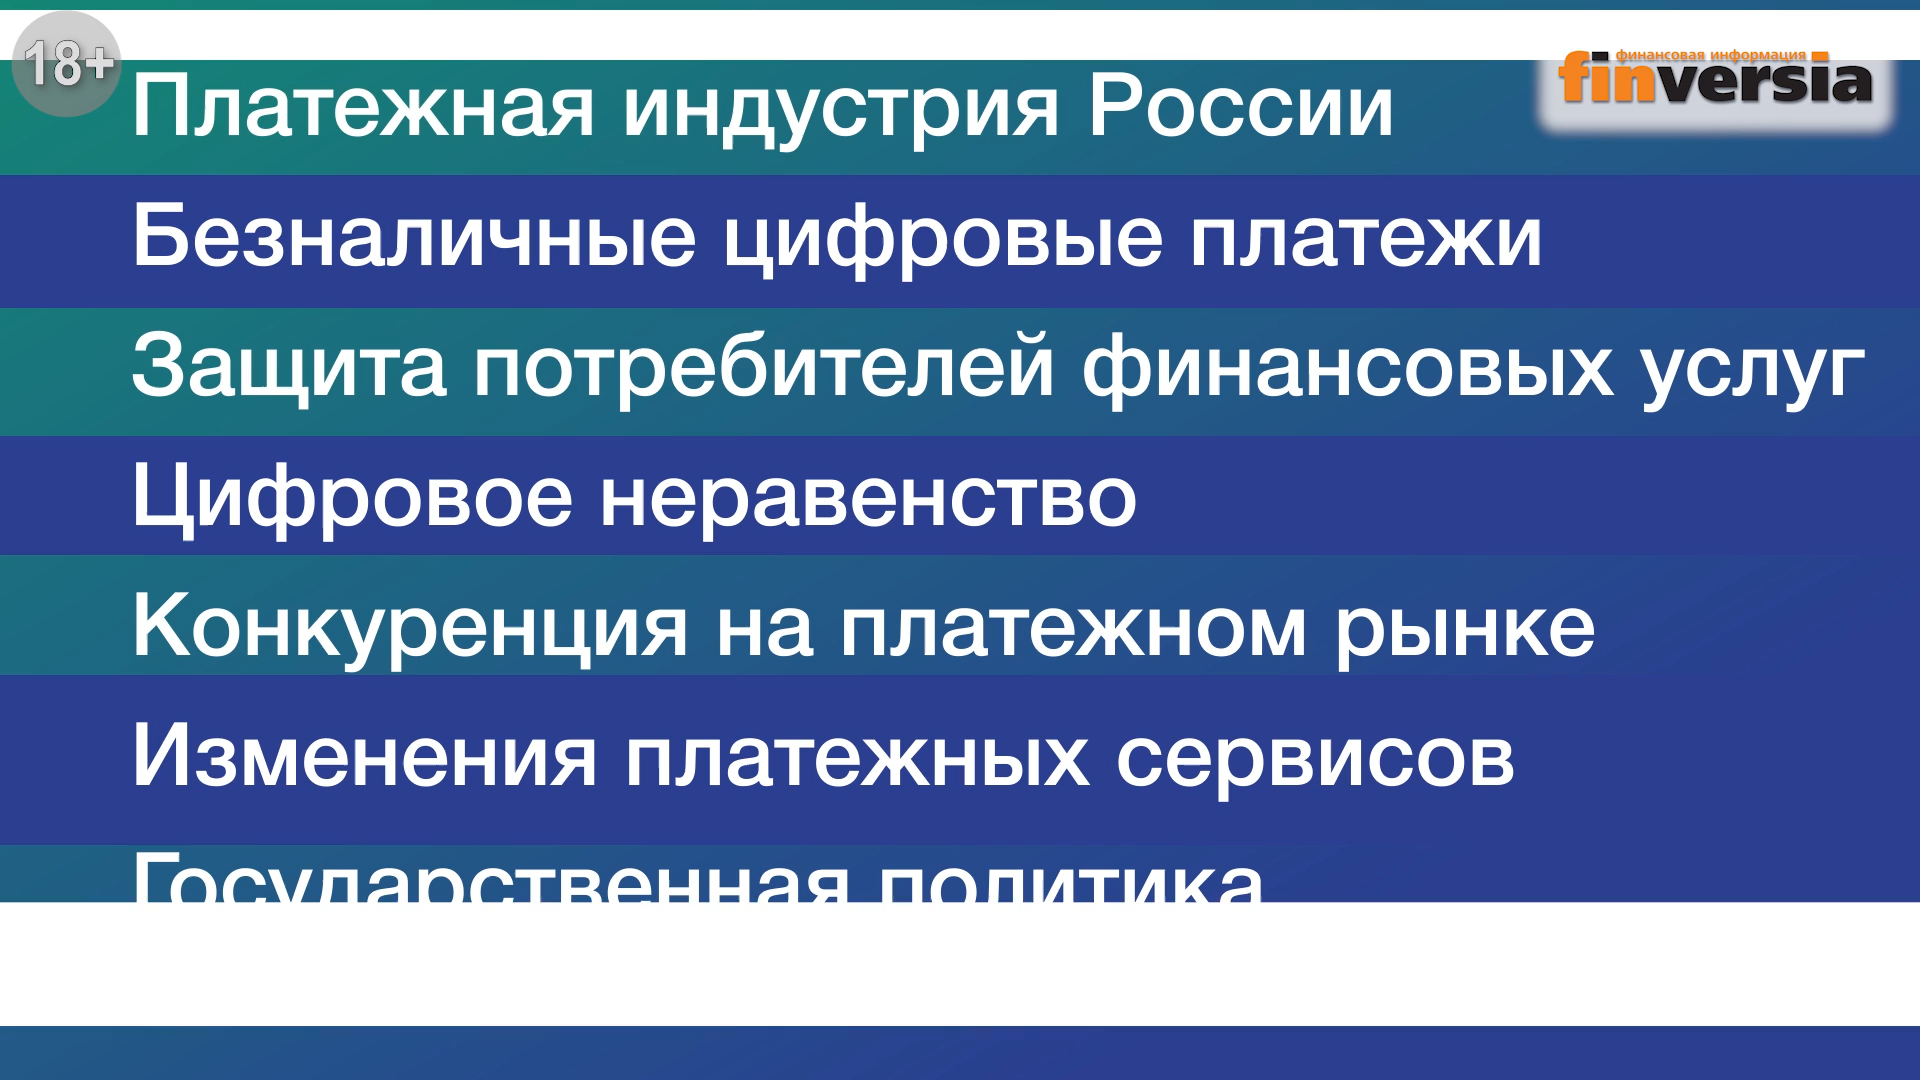 18+
финансовая информация
finversia
Платежная индустрия России
Безналичные цифровые платежи
Защита потребителей финансовых услуг
Цифровое неравенство
Конкуренция на платежном рынке
Изменения платежных сервисов
Государственная политика